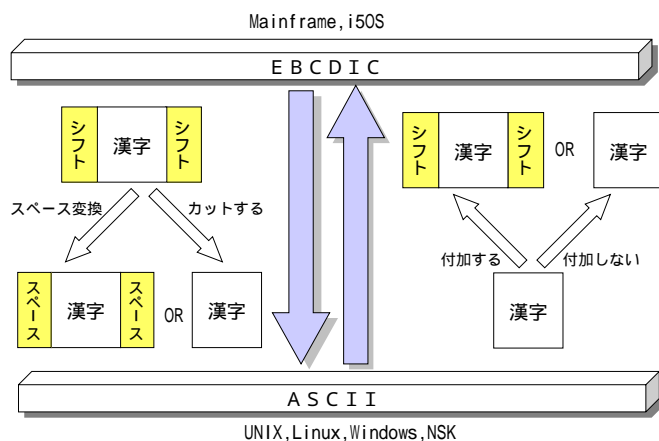 Mainframe,i5OS
EBCDIC
シフト 漢字 シフト
スペース変換 カットする
スペース 漢字 スペース OR 漢字
シフト 漢字 シフト OR 漢字
付加する 付加しない
漢字
ASCII
UNIX,Linux,Windows,NSK